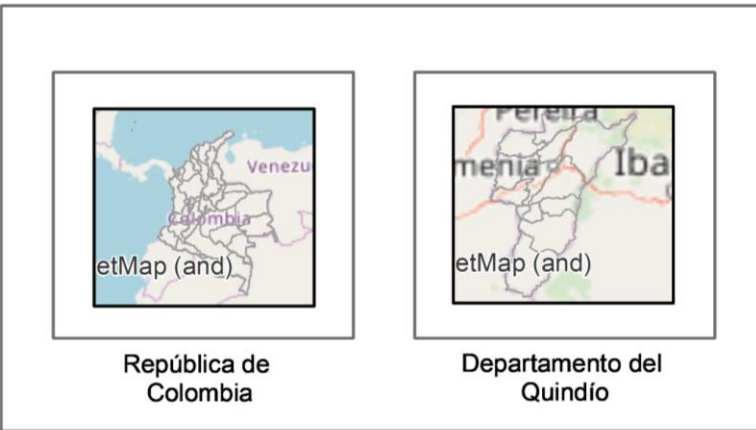 Venezu
Colombia
etMap (and)
República de
Colombia
Pereira
menia
Iba
etMap (and)
Departamento del
Quindío